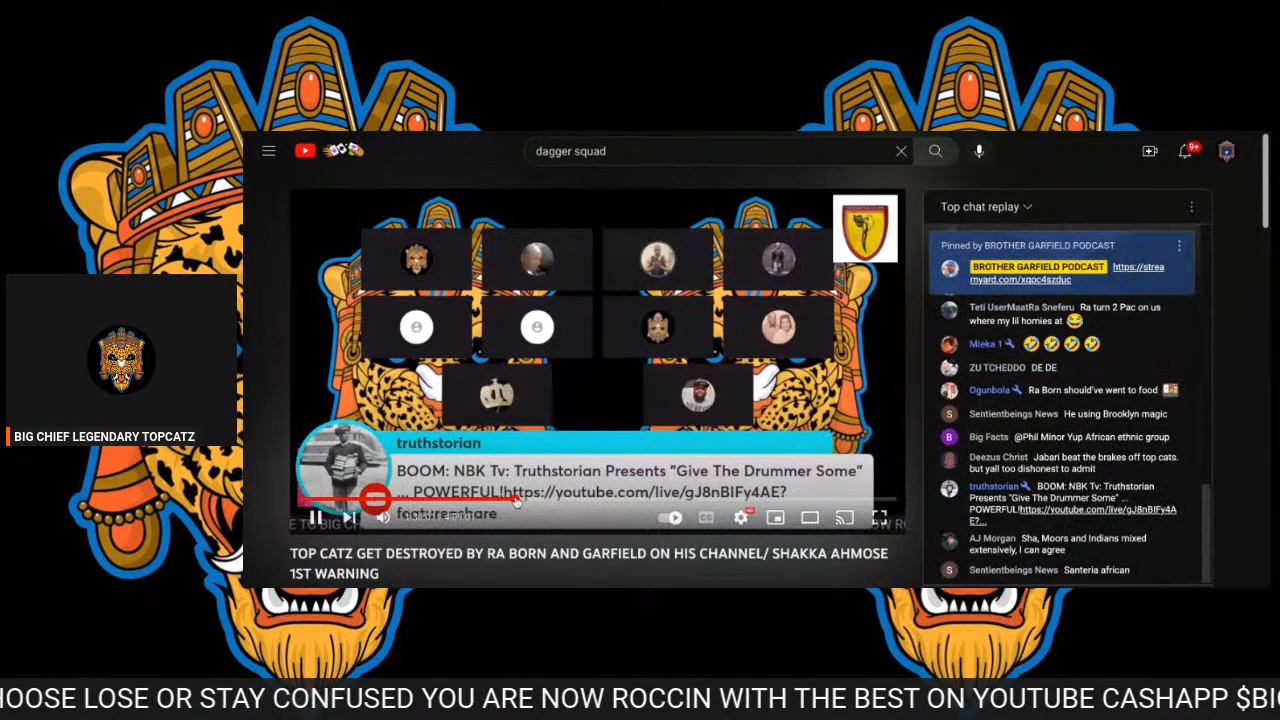 dagger squad
9+
Top chat replay
Pinned by BROTHER GARFIELD PODCAST
BROTHER GARFIELD PODCAST https://strea
myard.com/xqpc4szduc
Teti UserMaatRa Sneferu Ra turn 2 Pac on us
where my lil homies at 😂
Mieka 1 🔧 🤣 🤣 🤣 🤣
ZU TCHEDDO DE DE
Ogunbola 🔧 Ra Born should've went to food
Sentientbeings News He using Brooklyn magic
Big Facts @Phil Minor Yup African ethnic group
Deezus Christ Jabari beat the brakes off top cats.
but yall too dishonest to admit
truthstorian 🔧 BOOM: NBK Tv: Truthstorian
Presents "Give The Drummer Some" ...
POWERFUL!https://youtube.com/live/gJ8nBIFy4A
E?...
AJ Morgan Sha, Moors and Indians mixed
extensively, I can agree
Sentientbeings News Santeria african
truthstorian
BOOM: NBK Tv: Truthstorian Presents "Give The Drummer Some"
... POWERFUL!https://youtube.com/live/gJ8nBIFy4AE?
feature=share
TOP CATZ GET DESTROYED BY RA BORN AND GARFIELD ON HIS CHANNEL/ SHAKKA AHMOSE
1ST WARNING
BIG CHIEF LEGENDARY TOPCATZ
HOOSE LOSE OR STAY CONFUSED YOU ARE NOW ROCCIN WITH THE BEST ON YOUTUBE CASHAPP $BIG